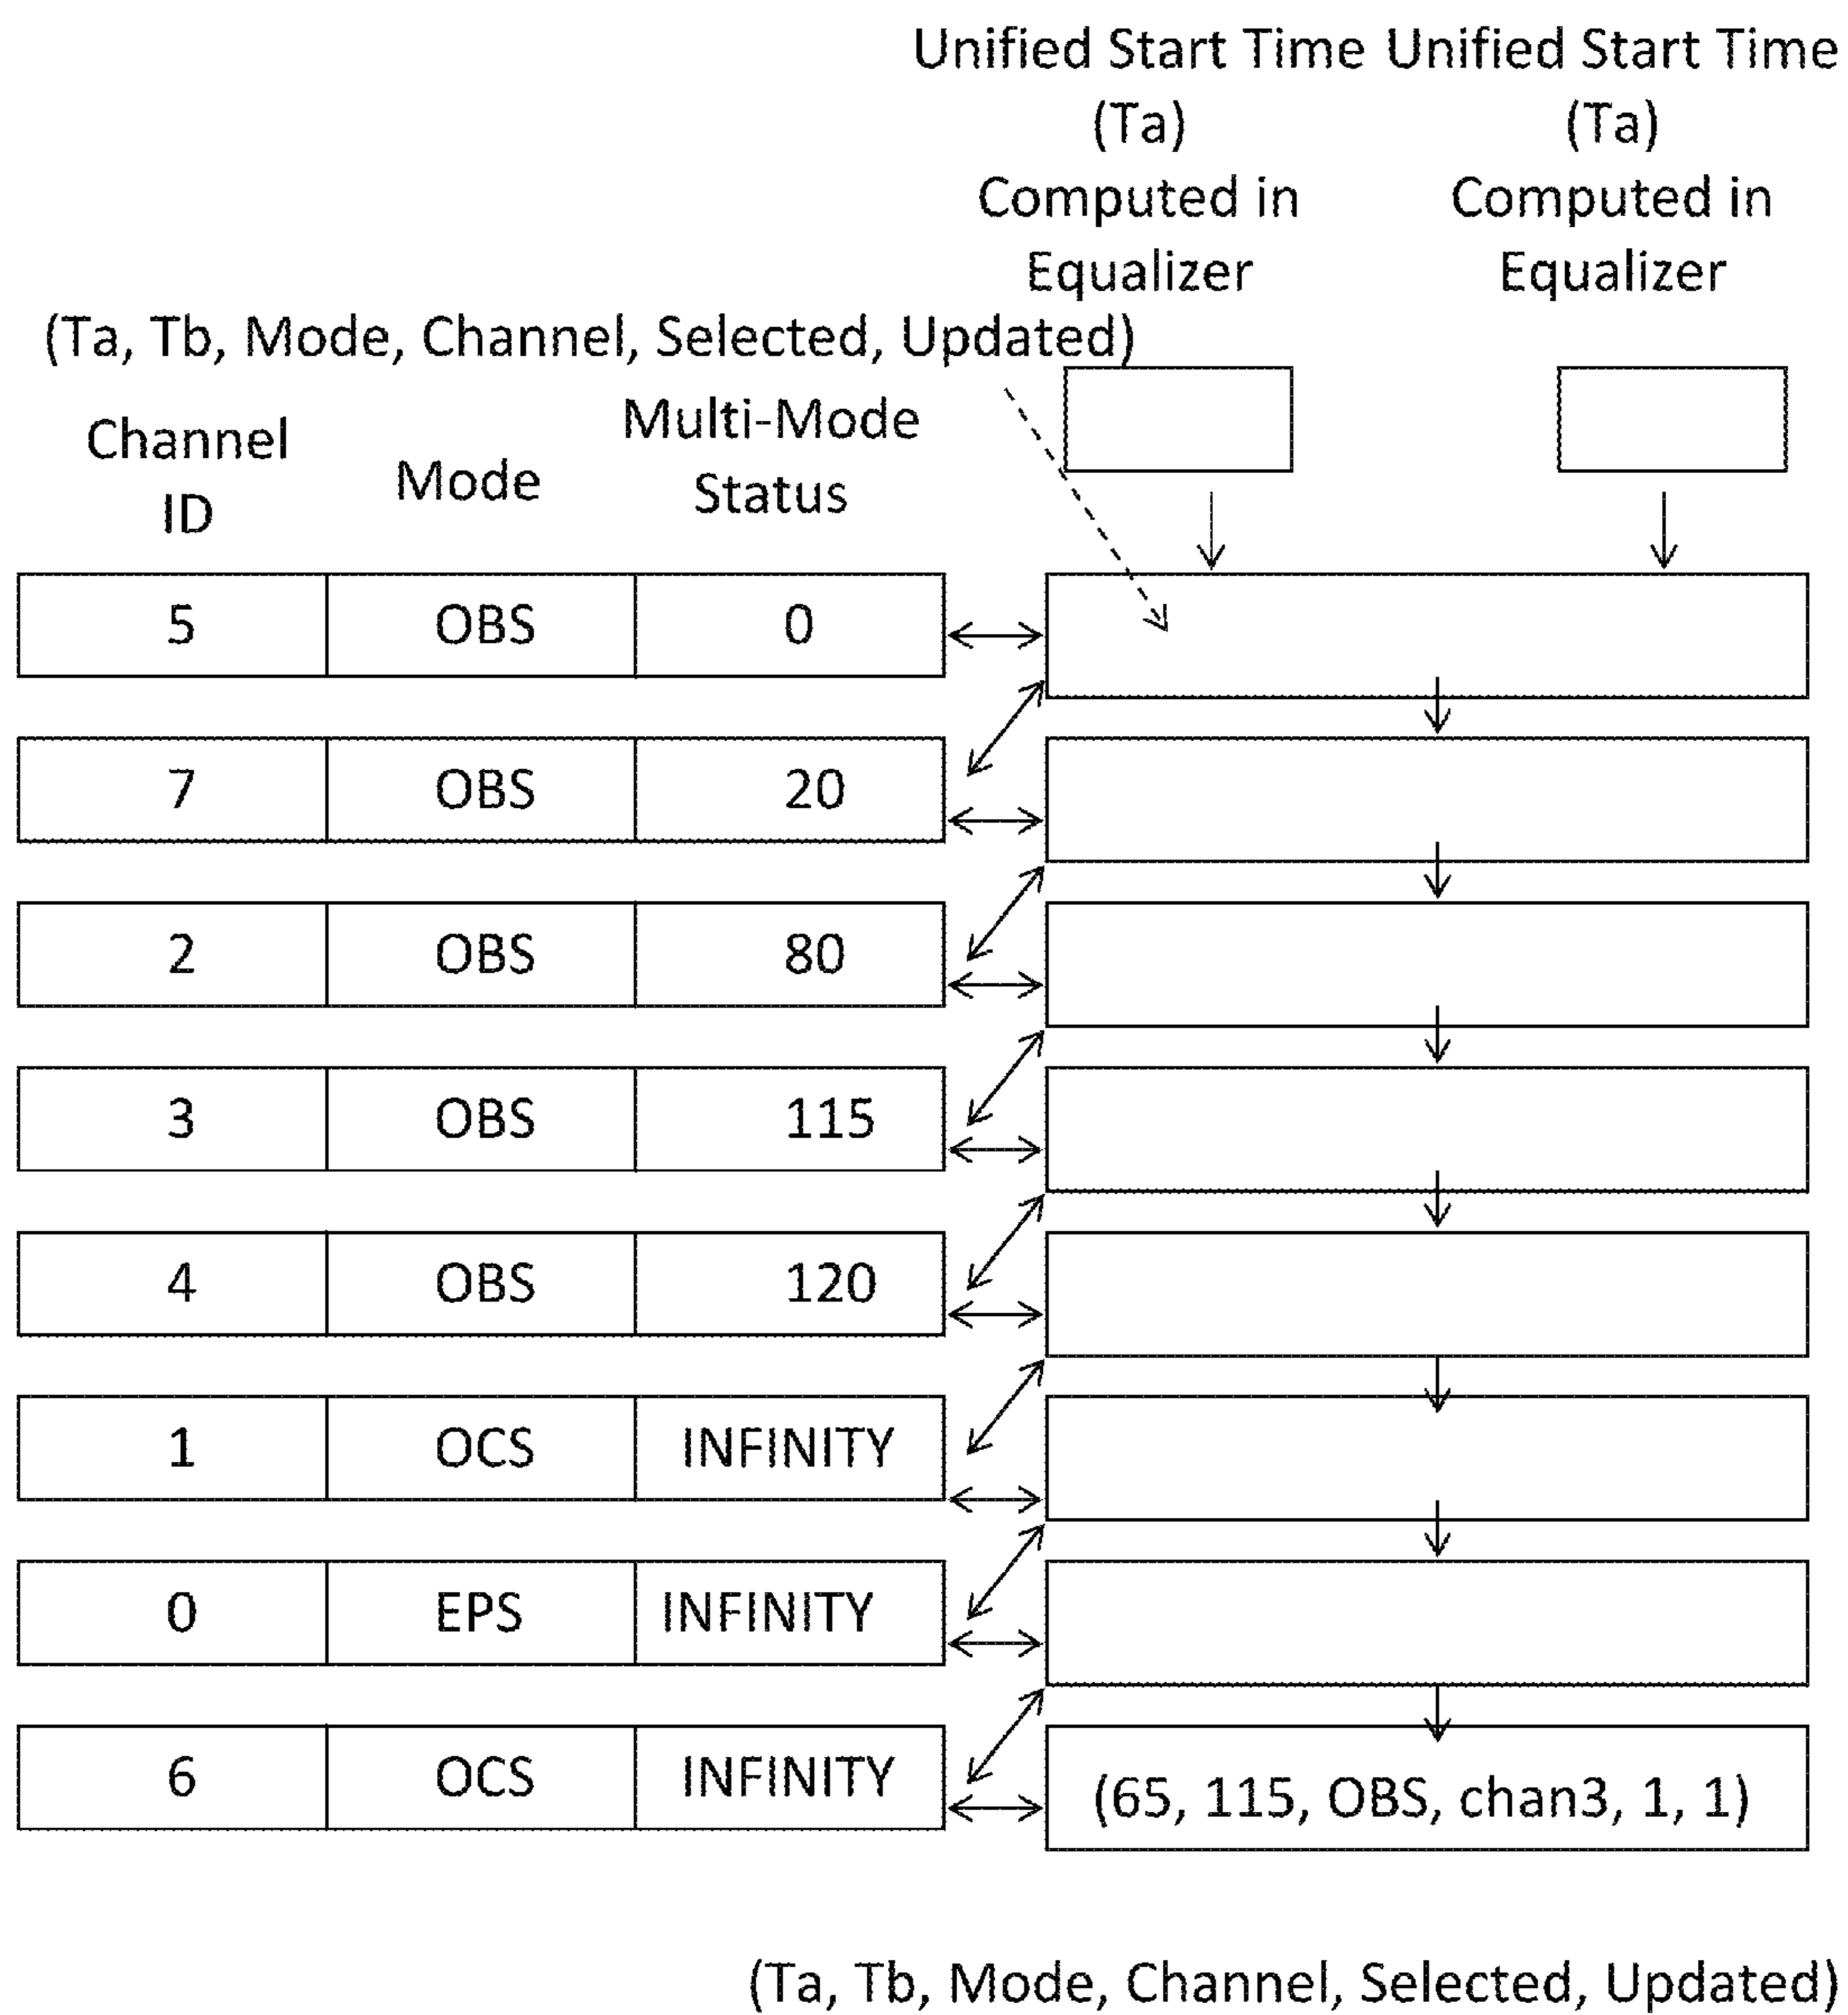 Unified Start Time Unified Start Time
(Ta) (Ta)
Computed in Computed in
Equalizer Equalizer
(Ta, Tb, Mode, Channel, Selected, Updated)
Channel ID Mode Multi-Mode Status
5 OBS 0
7 OBS 20
2 OBS 80
3 OBS 115
4 OBS 120
1 OCS INFINITY
0 EPS INFINITY
6 OCS INFINITY (65, 115, OBS, chan3, 1, 1)
(Ta, Tb, Mode, Channel, Selected, Updated)